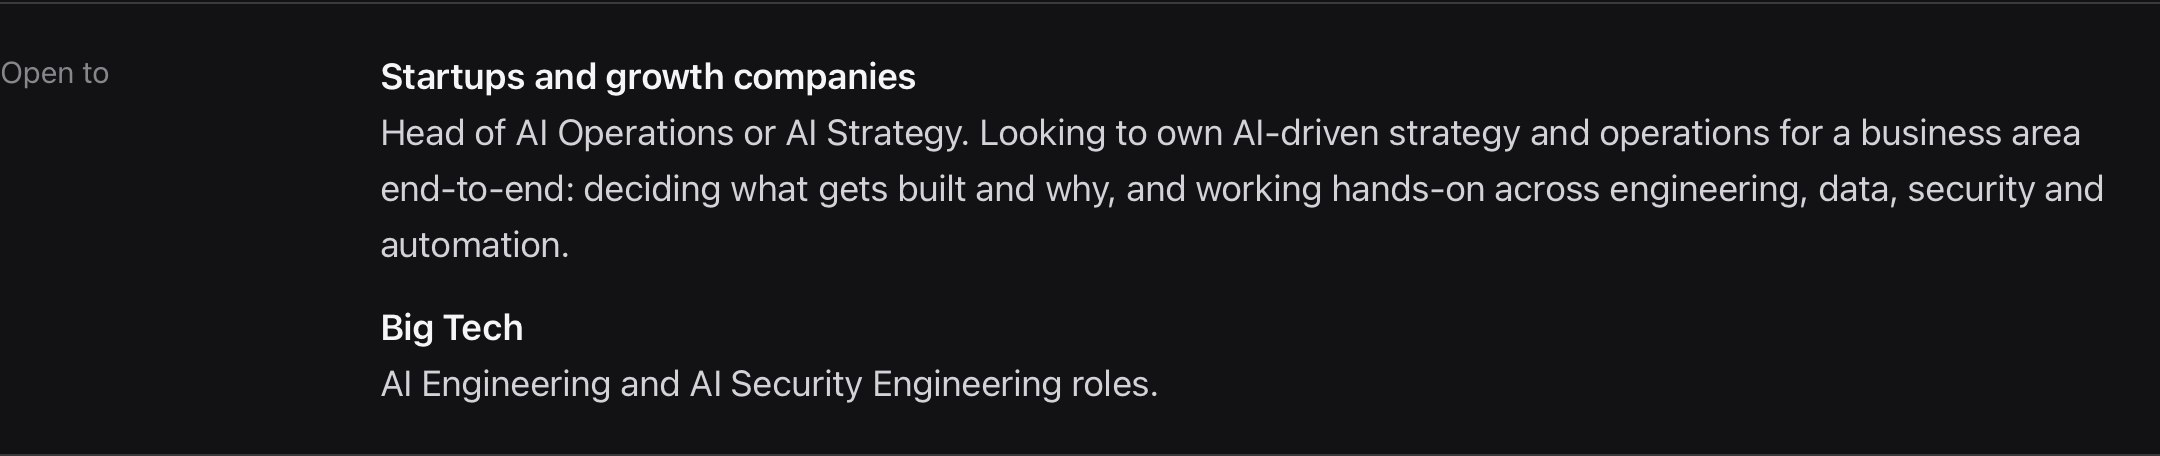 Open to
Startups and growth companies
Head of AI Operations or AI Strategy. Looking to own AI-driven strategy and operations for a business area
end-to-end: deciding what gets built and why, and working hands-on across engineering, data, security and
automation.
Big Tech
AI Engineering and AI Security Engineering roles.